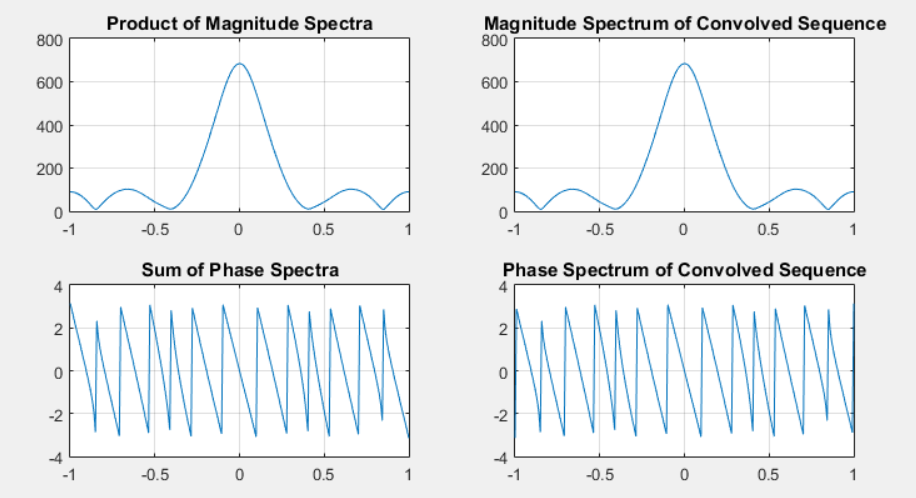 Product of Magnitude Spectra
800
600
400
200
0
-1 -0.5 0 0.5 1
Magnitude Spectrum of Convolved Sequence
800
600
400
200
0
-1 -0.5 0 0.5 1
Sum of Phase Spectra
4
2
0
-2
-4
-1 -0.5 0 0.5 1
Phase Spectrum of Convolved Sequence
4
2
0
-2
-4
-1 -0.5 0 0.5 1